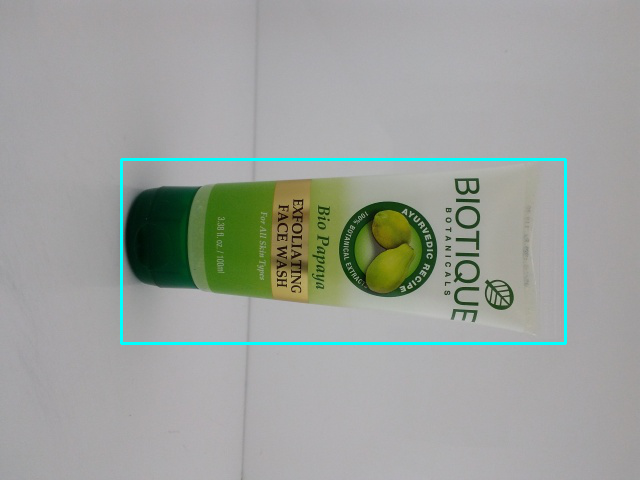 BIOTIQUE
BOTANICALS
AYURVEDIC RECIPE
100% BOTANICAL EXTRACTS
Bio Papaya
EXFOLIATING
FACE WASH
For All Skin Types
3.38 fl. oz. / 100ml